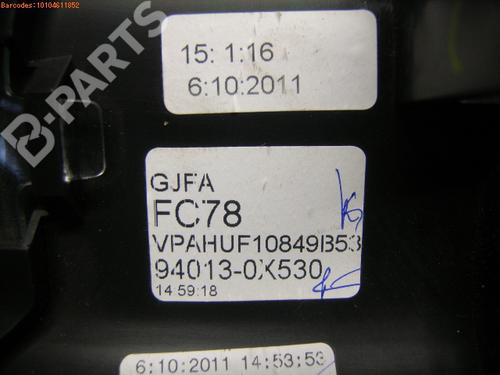 Barcodes:10104611852
B-PARTS
15: 1:16
6:10:2011
GJFA
FC78
VPAHUF10849B53
94013-0X530
14 59:18
6:10:2011 14:53:53